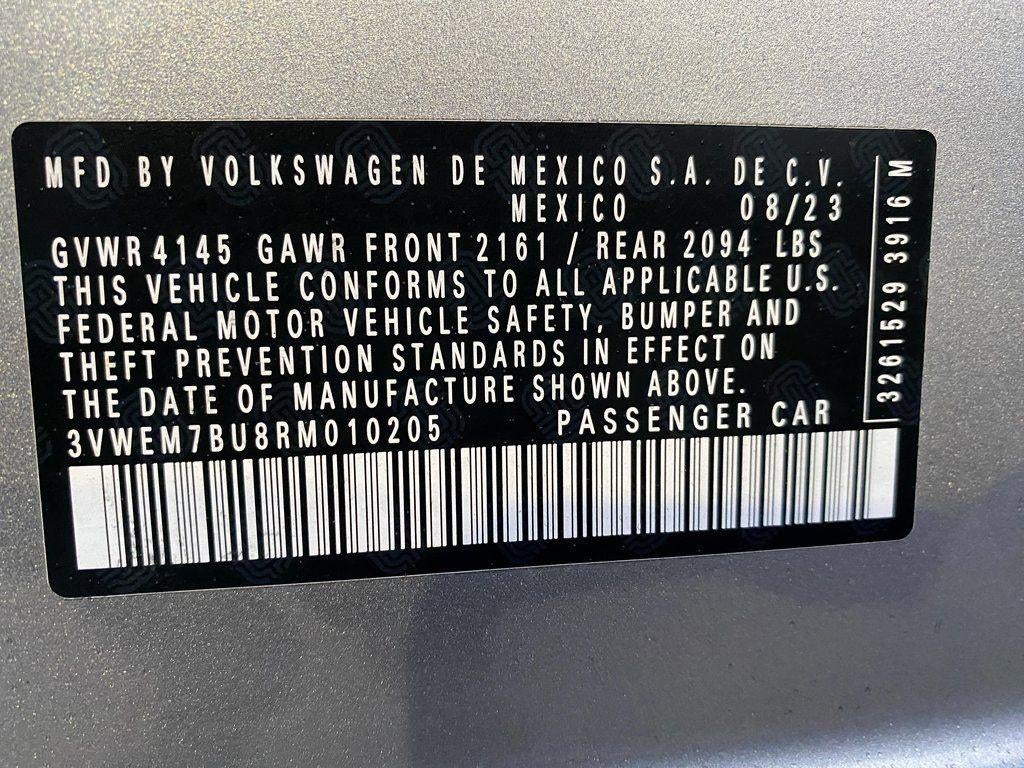 MFD BY VOLKSWAGEN DE MEXICO S.A. DE C.V.
MEXICO 08/23
GVWR 4145 GAWR FRONT 2161 / REAR 2094 LBS
THIS VEHICLE CONFORMS TO ALL APPLICABLE U.S.
FEDERAL MOTOR VEHICLE SAFETY, BUMPER AND
THEFT PREVENTION STANDARDS IN EFFECT ON
THE DATE OF MANUFACTURE SHOWN ABOVE.
3VWEM7BU8RM010205 PASSENGER CAR
3261529 3916 M